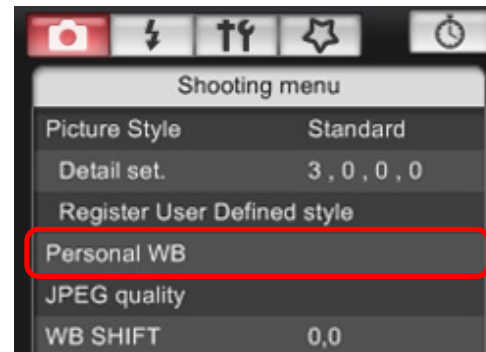 Shooting menu
Picture Style Standard
Detail set. 3 , 0 , 0 , 0
Register User Defined style
Personal WB
JPEG quality
WB SHIFT 0,0